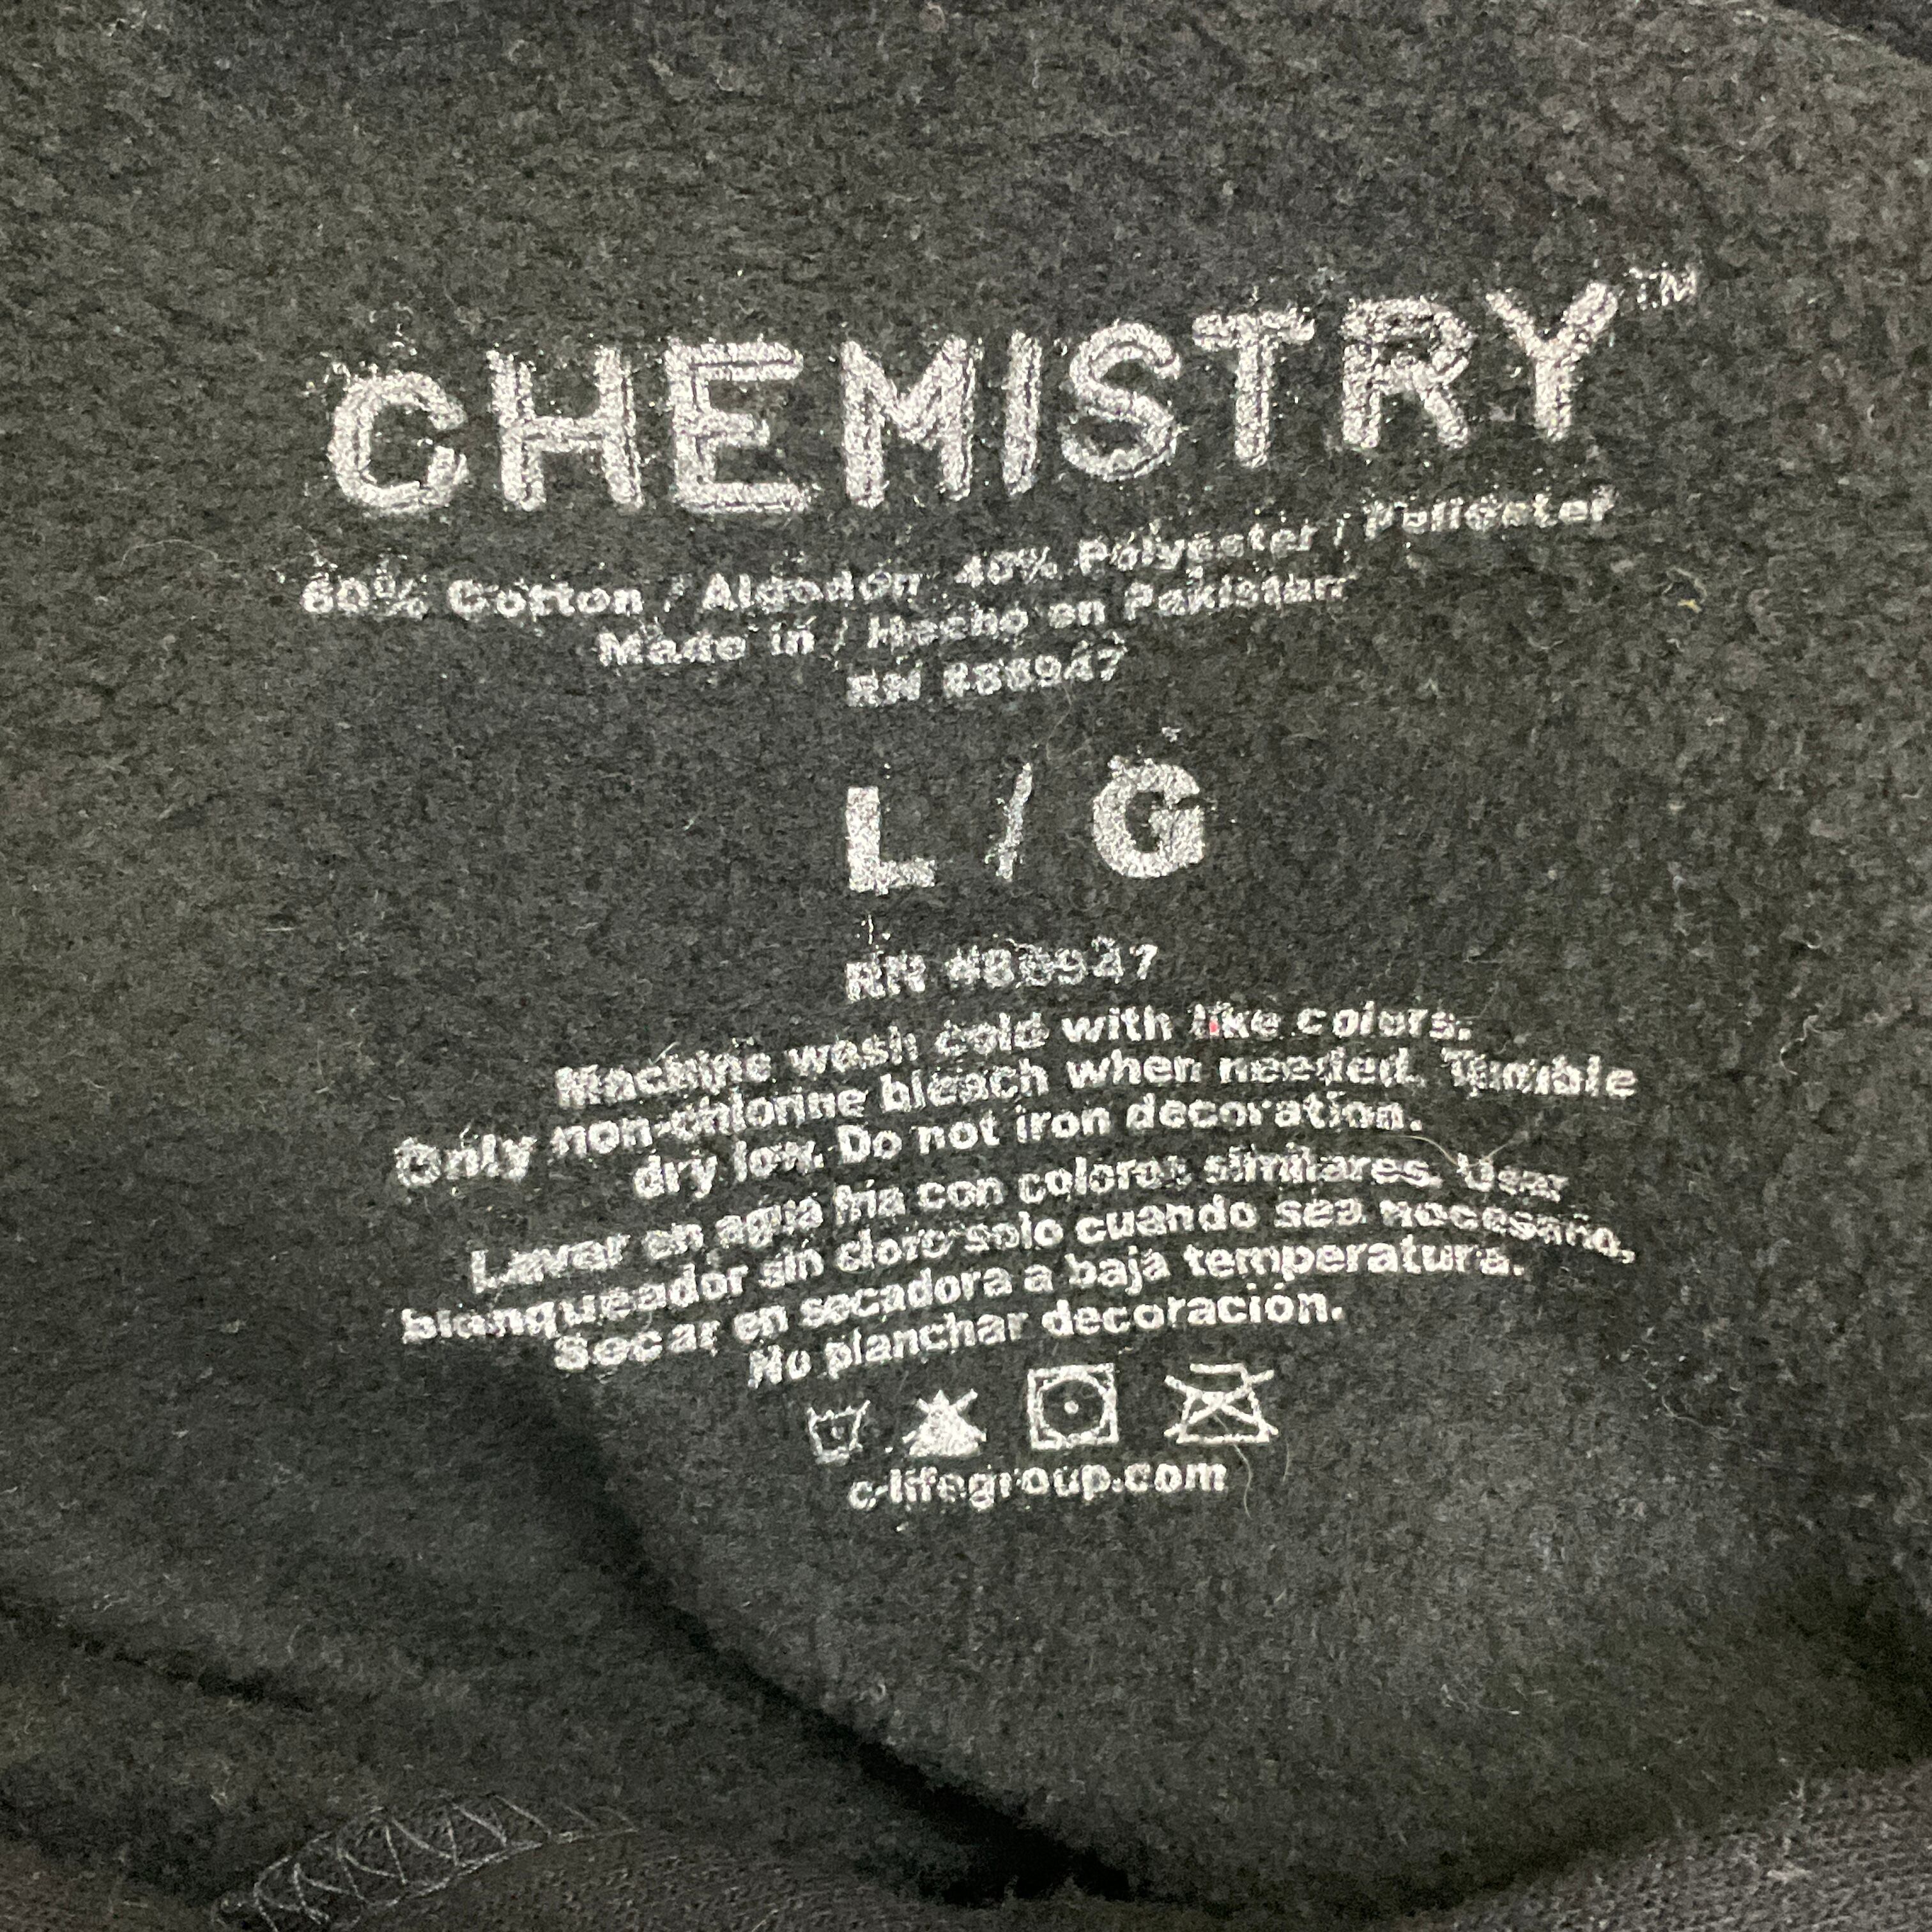 CHEMISTRY™
60% Cotton / Algodon 40% Polyester / Poliester
Made in / Hecho en Pakistan
RN #88947
L / G
RN #88947
Machine wash cold with like colors.
Only non-chlorine bleach when needed. Tumble
dry low. Do not iron decoration.
Lavar en agua fria con colores similares. Usar
blanqueador sin cloro solo cuando sea necesario,
Secar en secadora a baja temperatura.
No planchar decoración.
c-lifegroup.com